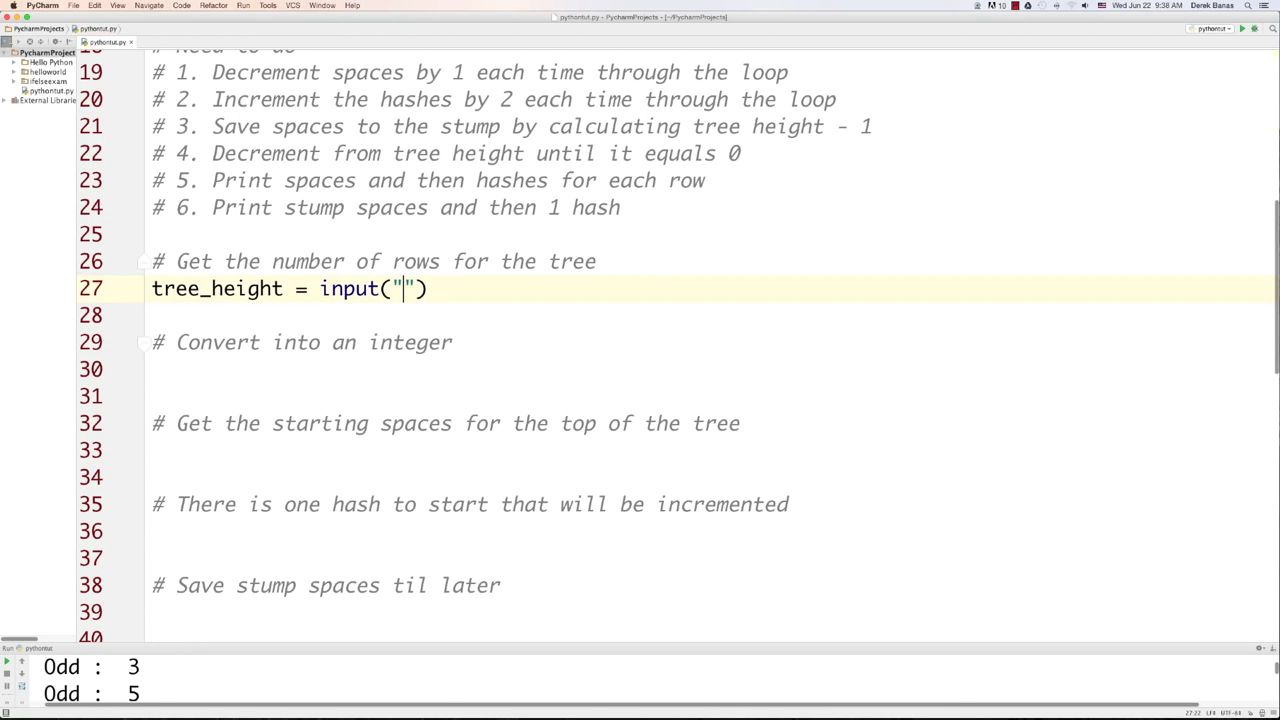 PyCharm File Edit View Navigate Code Refactor Run Tools VCS Window Help 10 Wed Jun 22 9:38 AM Derek Banas
pythontut.py - PycharmProjects - [~/PycharmProjects]
PycharmProjects pythontut.py pythontut
pythontut.py
PycharmProject
Hello Python
helloworld
ifelseexam
pythontut.py
External Librarie
18 # Need to do
19 # 1. Decrement spaces by 1 each time through the loop
20 # 2. Increment the hashes by 2 each time through the loop
21 # 3. Save spaces to the stump by calculating tree height - 1
22 # 4. Decrement from tree height until it equals 0
23 # 5. Print spaces and then hashes for each row
24 # 6. Print stump spaces and then 1 hash
25
26 # Get the number of rows for the tree
27 tree_height = input("")
28
29 # Convert into an integer
30
31
32 # Get the starting spaces for the top of the tree
33
34
35 # There is one hash to start that will be incremented
36
37
38 # Save stump spaces til later
39
40
Run pythontut
Odd : 3
Odd : 5
27:22 LF÷ UTF-8÷